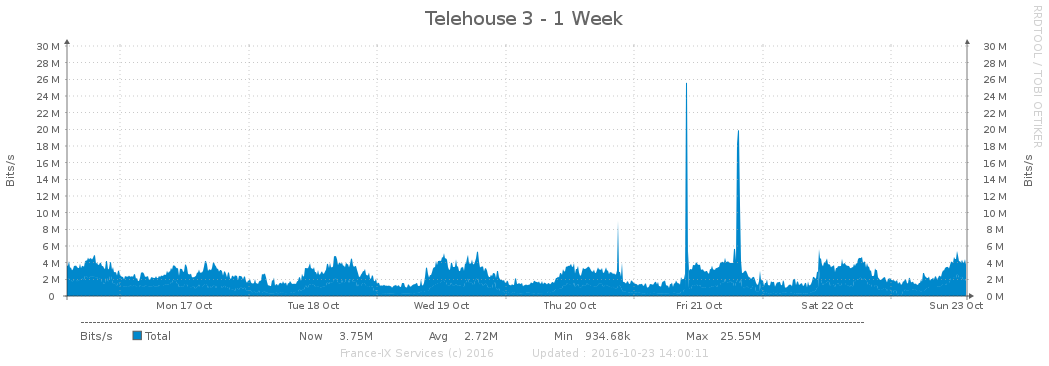 Telehouse 3 - 1 Week
RRDTOOL / TOBI OETIKER
Bits/s
30 M
28 M
26 M
24 M
22 M
20 M
18 M
16 M
14 M
12 M
10 M
8 M
6 M
4 M
2 M
0
30 M
28 M
26 M
24 M
22 M
20 M
18 M
16 M
14 M
12 M
10 M
8 M
6 M
4 M
2 M
0 M
Bits/s
Mon 17 Oct Tue 18 Oct Wed 19 Oct Thu 20 Oct Fri 21 Oct Sat 22 Oct Sun 23 Oct
Bits/s Total Now 3.75M Avg 2.72M Min 934.68k Max 25.55M
France-IX Services (c) 2016 Updated : 2016-10-23 14:00:11